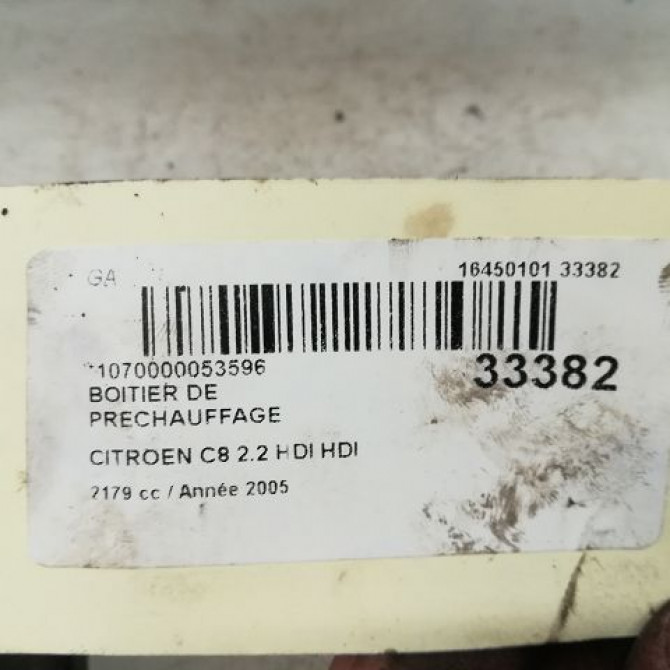 GA
16450101 33382
*1070000053596
33382
BOITIER DE
PRECHAUFFAGE
CITROEN C8 2.2 HDI HDI
2179 cc / Année 2005